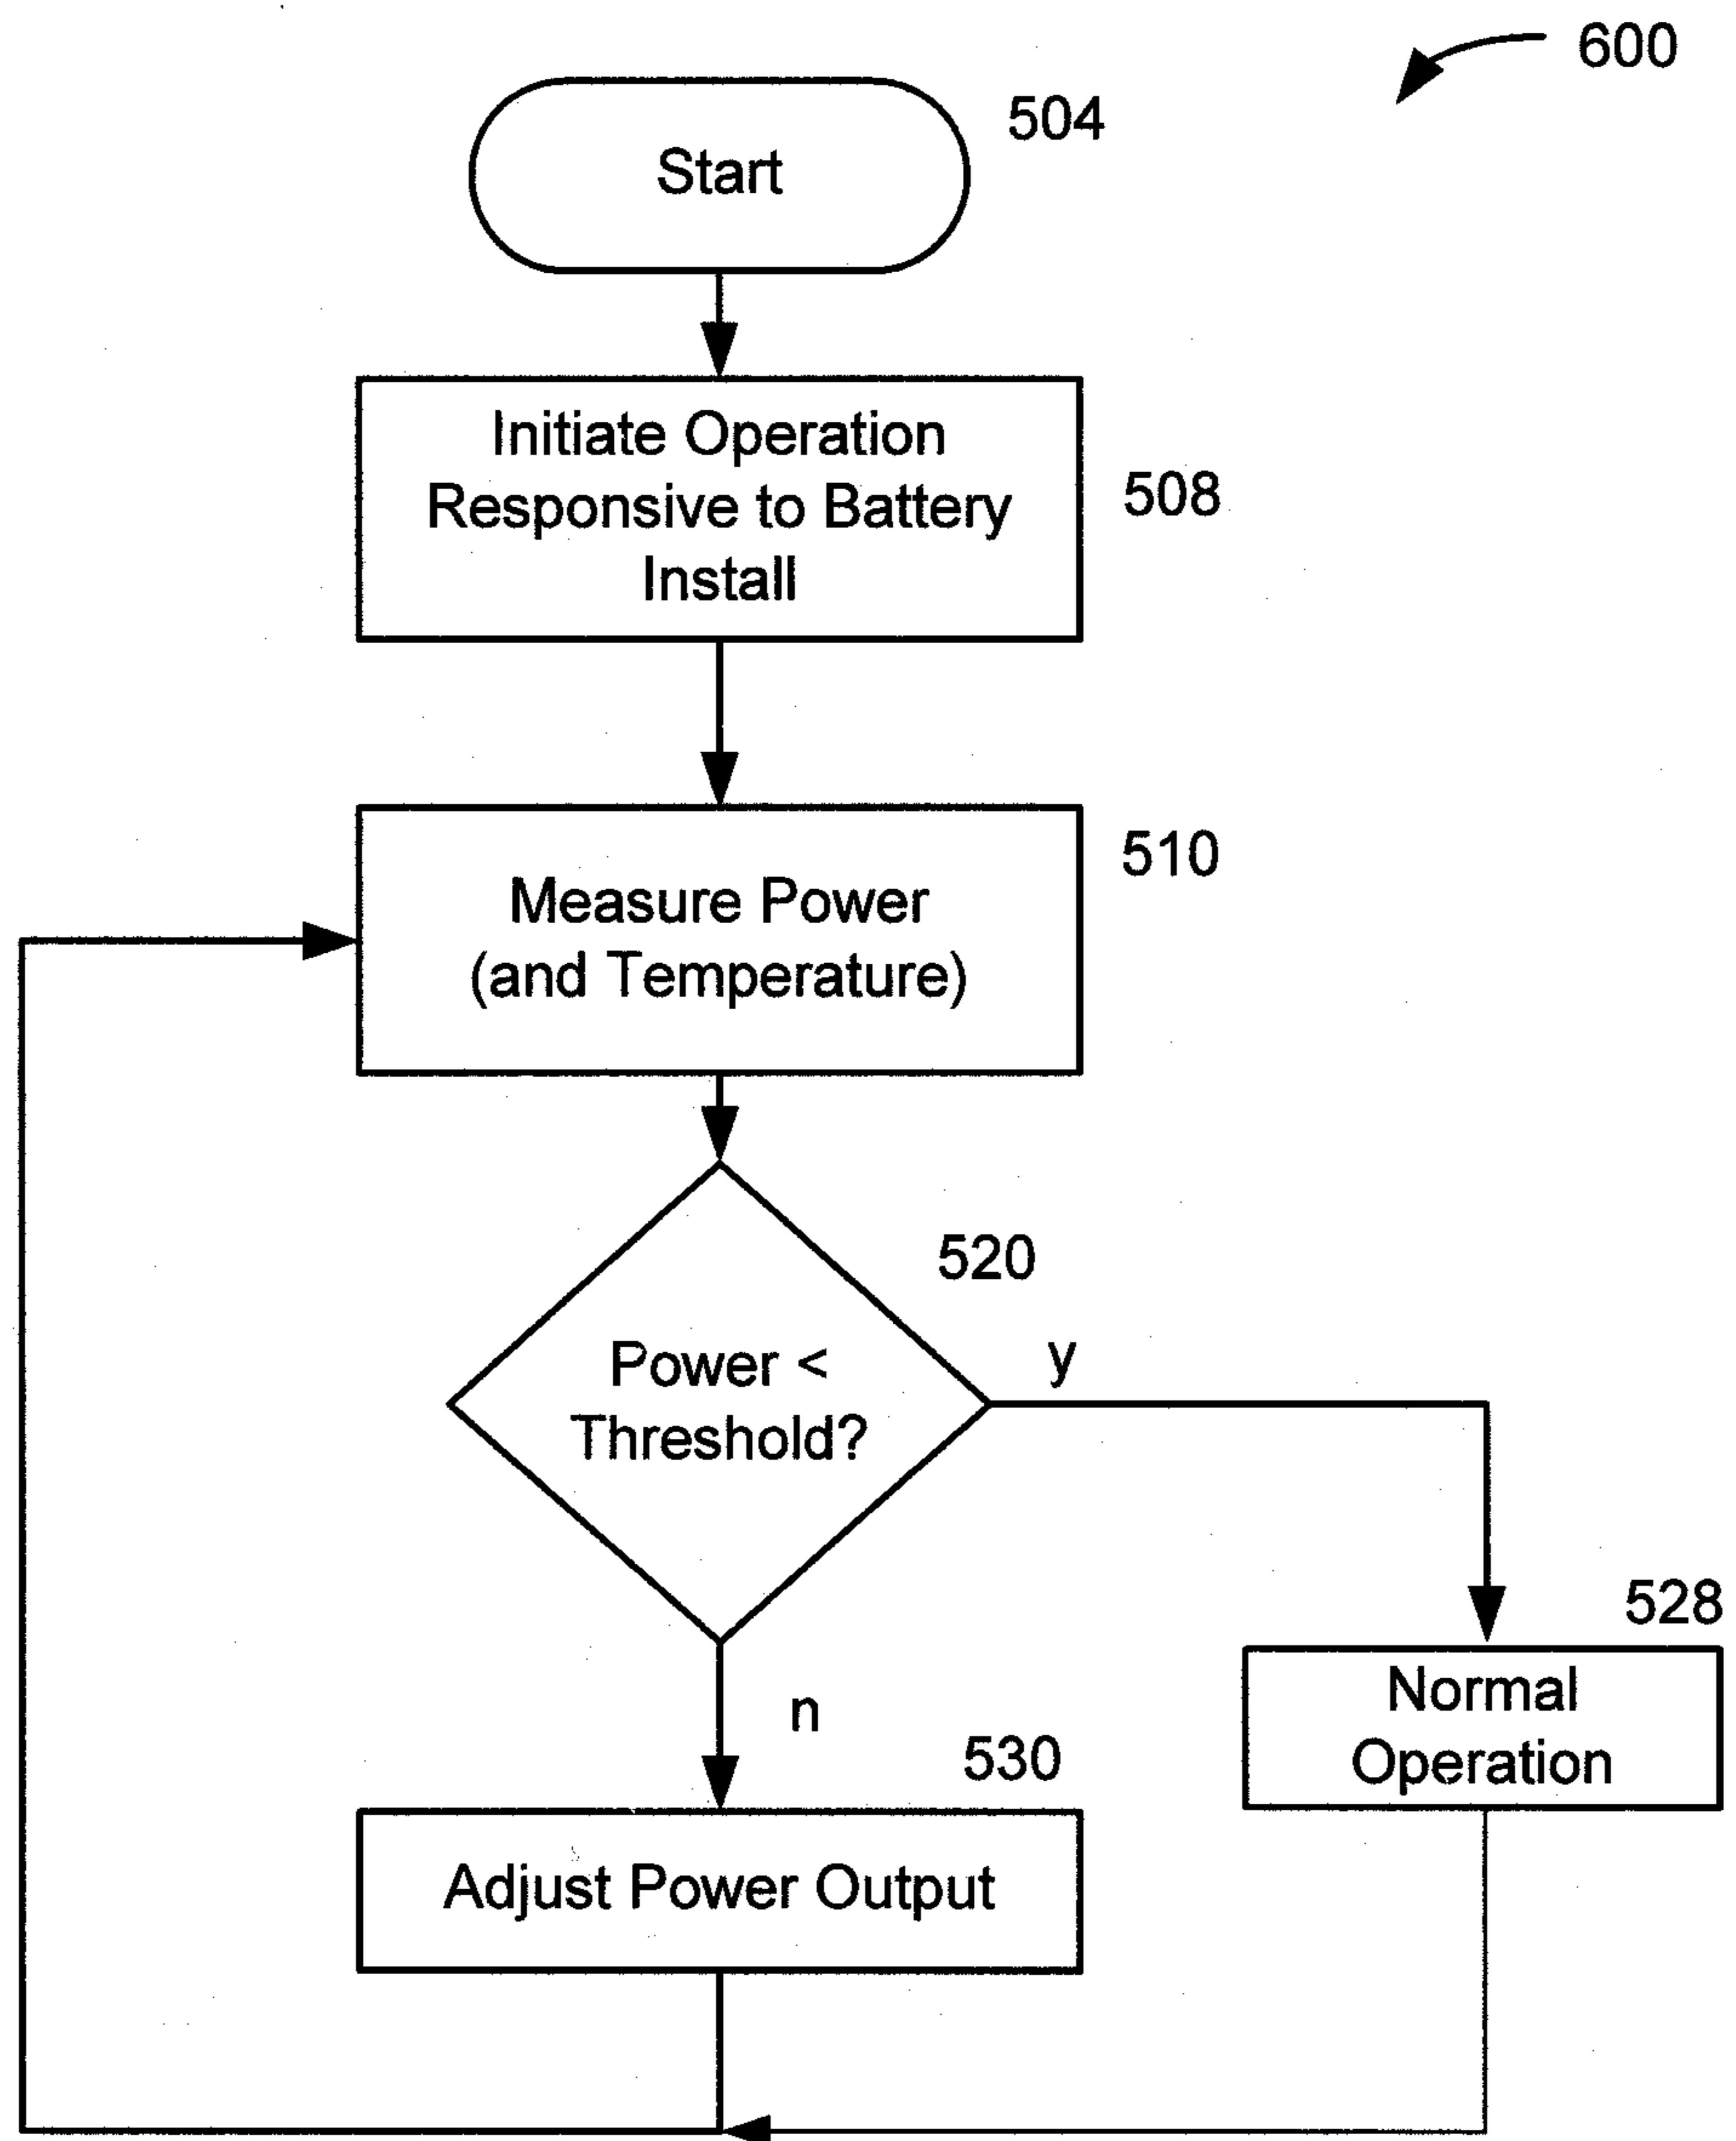 600
504
Start
Initiate Operation
Responsive to Battery
Install
508
510
Measure Power
(and Temperature)
520
Power <
Threshold?
y
n
528
Normal
Operation
530
Adjust Power Output